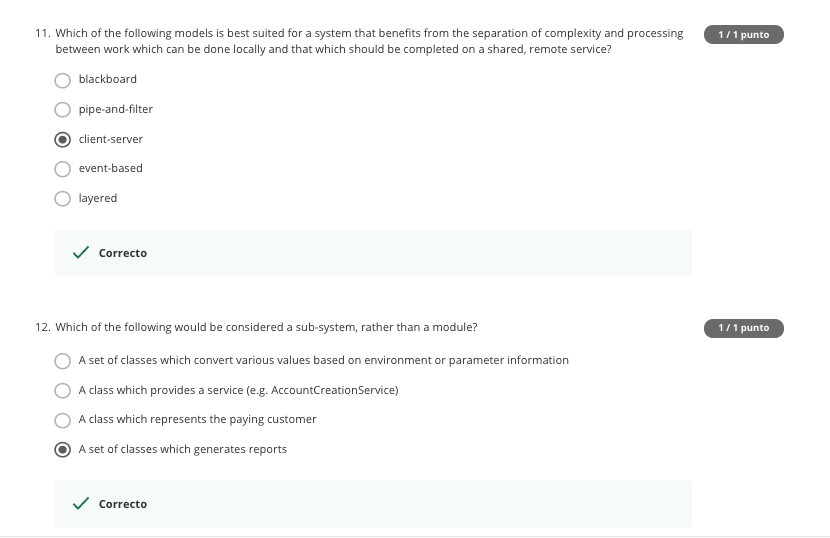 11. Which of the following models is best suited for a system that benefits from the separation of complexity and processing
between work which can be done locally and that which should be completed on a shared, remote service?
1 / 1 punto
blackboard
pipe-and-filter
client-server
event-based
layered
Correcto
12. Which of the following would be considered a sub-system, rather than a module?
1 / 1 punto
A set of classes which convert various values based on environment or parameter information
A class which provides a service (e.g. AccountCreationService)
A class which represents the paying customer
A set of classes which generates reports
Correcto